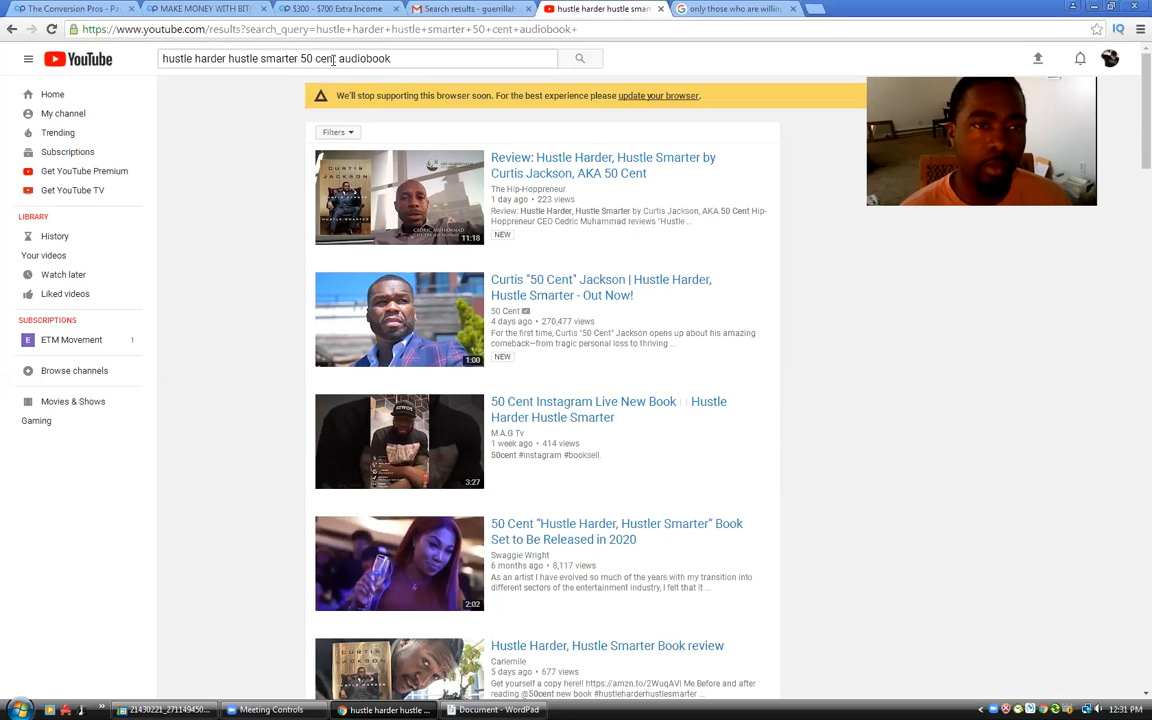 The Conversion Pros - Pa
MAKE MONEY WITH BIT
$300 - $700 Extra Income
Search results - guerrillah
hustle harder hustle smar
only those who are willin
https://www.youtube.com/results?search_query=hustle+harder+hustle+smarter+50+cent+audiobook+
YouTube
hustle harder hustle smarter 50 cent audiobook
We'll stop supporting this browser soon. For the best experience please update your browser.
Home
My channel
Trending
Subscriptions
Get YouTube Premium
Get YouTube TV
LIBRARY
History
Your videos
Watch later
Liked videos
SUBSCRIPTIONS
E ETM Movement 1
Browse channels
Movies & Shows
Gaming
Filters
CURTIS
JACKSON
11:18
Review: Hustle Harder, Hustle Smarter by
Curtis Jackson, AKA 50 Cent
The Hip-Hoppreneur
1 day ago • 223 views
Review: Hustle Harder, Hustle Smarter by Curtis Jackson, AKA 50 Cent Hip-
Hoppreneur CEO Cedric Muhammad reviews "Hustle ...
NEW
1:00
Curtis "50 Cent" Jackson | Hustle Harder,
Hustle Smarter - Out Now!
50 Cent
4 days ago • 270,477 views
For the first time, Curtis "50 Cent" Jackson opens up about his amazing
comeback—from tragic personal loss to thriving ...
NEW
3:27
50 Cent Instagram Live New Book Hustle
Harder Hustle Smarter
M.A.G Tv
1 week ago • 414 views
50cent #instagram #booksell.
2:02
50 Cent "Hustle Harder, Hustler Smarter" Book
Set to Be Released in 2020
Swaggie Wright
6 months ago • 8,117 views
As an artist I have evolved so much of the years with my transition into
different sectors of the entertainment industry, I felt that it ...
CURTIS
JACKSON
Hustle Harder, Hustle Smarter Book review
Carlemile
5 days ago • 677 views
Get yourself a copy here!! https://amzn.to/2WuqAVl Me Before and after
reading @50cent new book #hustleharderhustlesmarter ...
21430221_271149450...
Meeting Controls
hustle harder hustle ...
Document - WordPad
12:31 PM